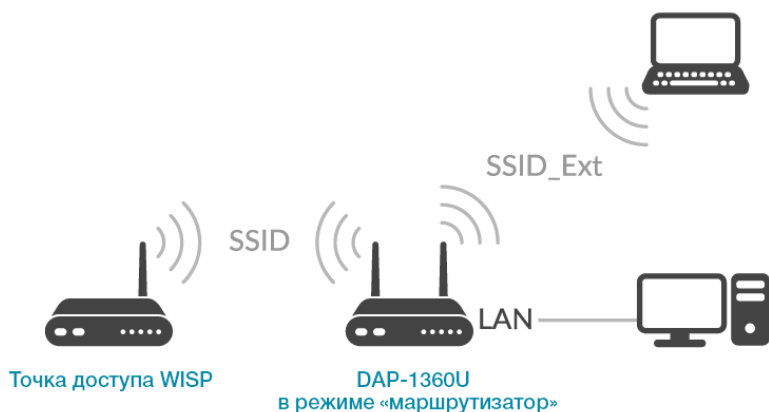 SSID_Ext
SSID
LAN
Точка доступа WISP
DAP-1360U
в режиме «маршрутизатор»